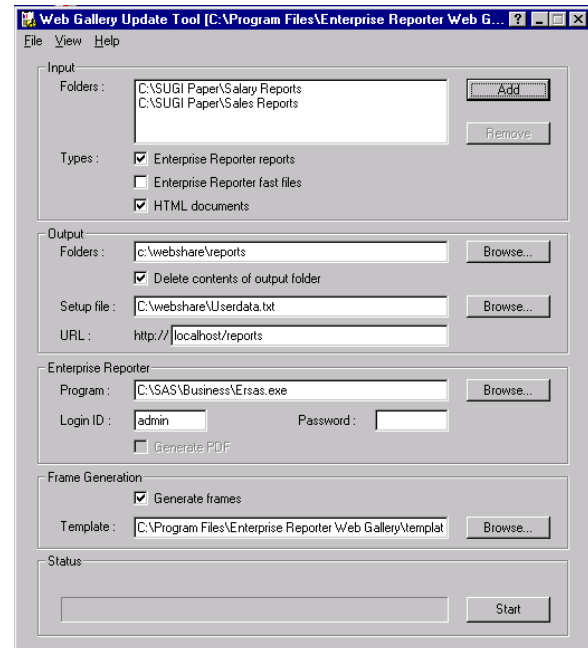 Web Gallery Update Tool [C:\Program Files\Enterprise Reporter Web G...
File View Help
Input
Folders :
C:\SUGI Paper\Salary Reports
C:\SUGI Paper\Sales Reports
Add
Remove
Types :
Enterprise Reporter reports
Enterprise Reporter fast files
HTML documents
Output
Folders : c:\webshare\reports Browse...
Delete contents of output folder
Setup file : C:\webshare\Userdata.txt Browse...
URL : http:// localhost/reports
Enterprise Reporter
Program : C:\SAS\Business\Ersas.exe Browse...
Login ID : admin Password :
Generate PDF
Frame Generation
Generate frames
Template : C:\Program Files\Enterprise Reporter Web Gallery\templat Browse...
Status
Start